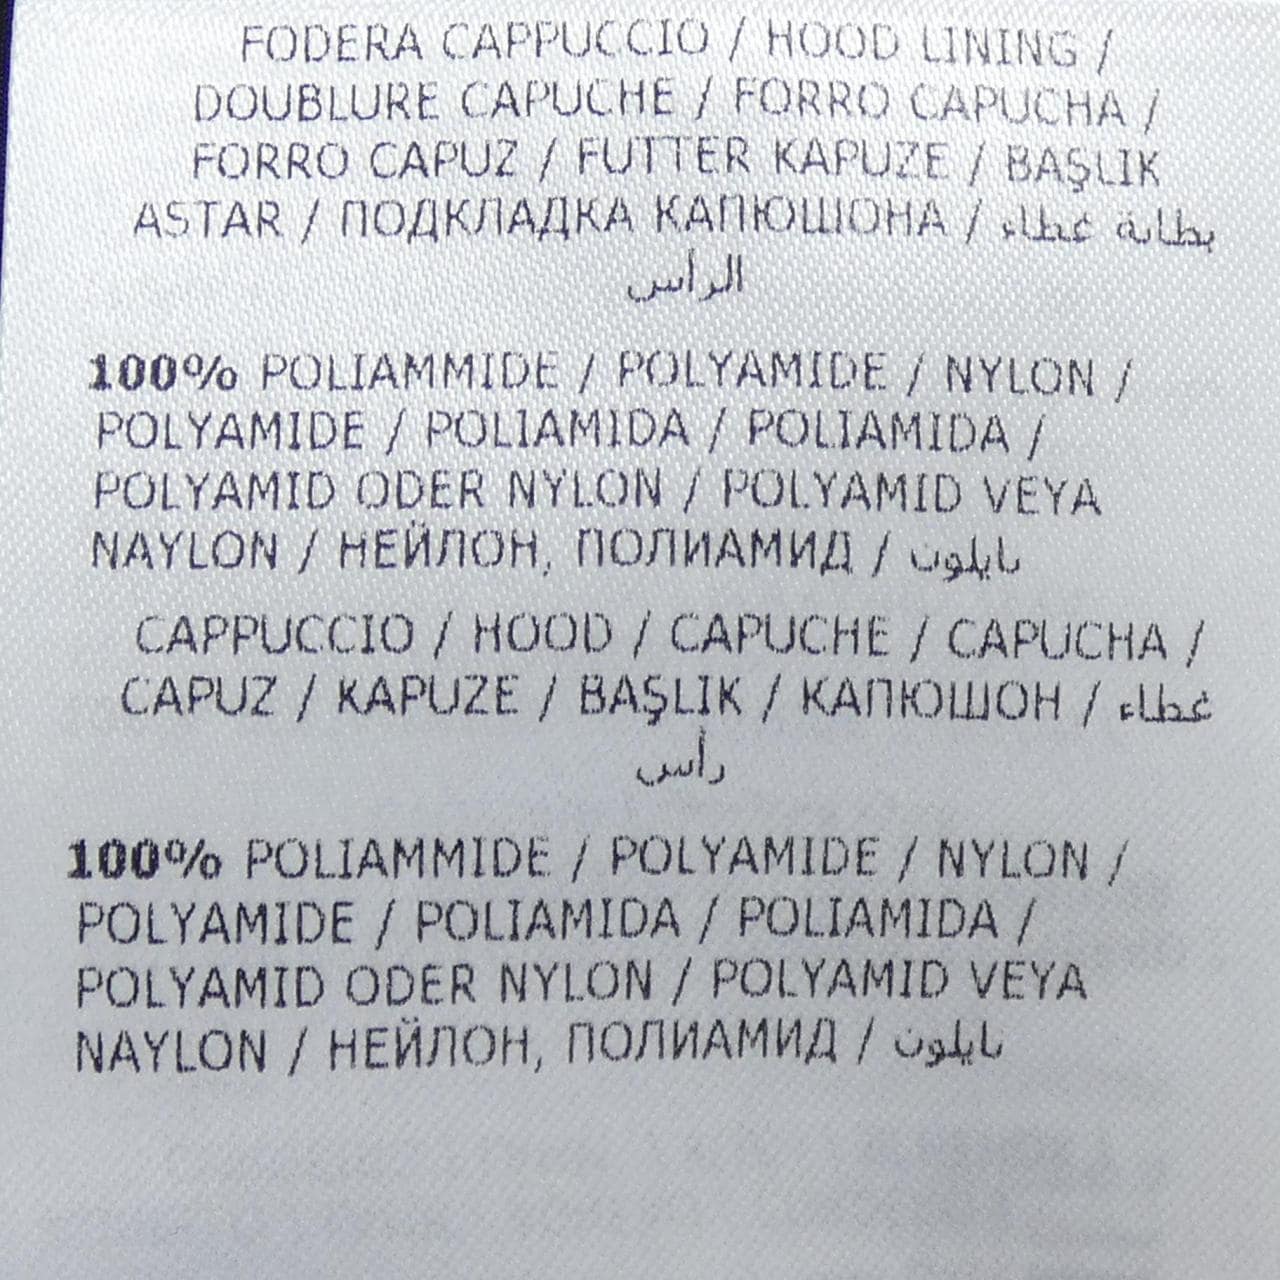 FODERA CAPPUCCIO / HOOD LINING /
DOUBLURE CAPUCHE / FORRO CAPUCHA /
FORRO CAPUZ / FUTTER KAPUZE / BAŞLIK
ASTAR / ПОДКЛАДКА КАПЮШОНА / بطانة غطاء
الرأس
100% POLIAMMIDE / POLYAMIDE / NYLON /
POLYAMIDE / POLIAMIDA / POLIAMIDA /
POLYAMID ODER NYLON / POLYAMID VEYA
NAYLON / НЕЙЛОН, ПОЛИАМИД / نايلون
CAPPUCCIO / HOOD / CAPUCHE / CAPUCHA /
CAPUZ / KAPUZE / BAŞLIK / КАПЮШОН / غطاء
رأس
100% POLIAMMIDE / POLYAMIDE / NYLON /
POLYAMIDE / POLIAMIDA / POLIAMIDA /
POLYAMID ODER NYLON / POLYAMID VEYA
NAYLON / НЕЙЛОН, ПОЛИАМИД / نايلون